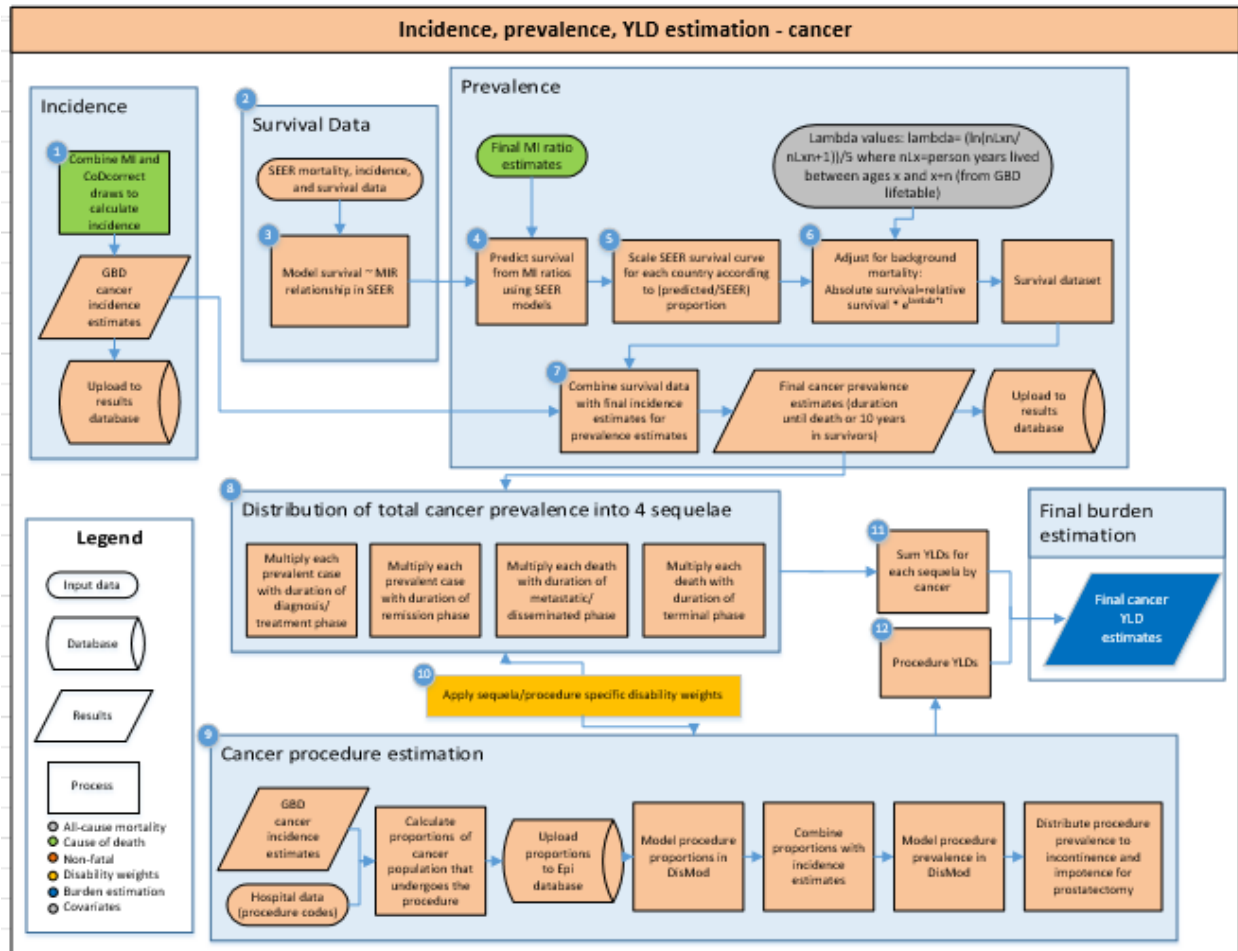 Incidence, prevalence, YLD estimation - cancer
Incidence
1
Combine MI and
CoDcorrect
draws to
calculate
incidence
GBD
cancer
incidence
estimates
Upload to
results
database
2
Survival Data
SEER mortality, incidence,
and survival data
3
Model survival ~ MIR
relationship in SEER
Prevalence
Final MI ratio
estimates
Lambda values: lambda= (ln(nLxn/
nLxn+1))/5 where nLx=person years lived
between ages x and x+n (from GBD
lifetable)
4
Predict survival
from MI ratios
using SEER
models
5
Scale SEER survival curve
for each country according
to (predicted/SEER)
proportion
6
Adjust for background
mortality:
Absolute survival=relative
survival * e^lambda*t
Survival dataset
7
Combine survival data
with final incidence
estimates for
prevalence estimates
Final cancer prevalence
estimates (duration
until death or 10 years
in survivors)
Upload to
results
database
8
Distribution of total cancer prevalence into 4 sequelae
Multiply each
prevalent case
with duration of
diagnosis/
treatment phase
Multiply each
prevalent case
with duration of
remission phase
Multiply each death
with duration of
metastatic/
disseminated phase
Multiply each
death with
duration of
terminal phase
11
Sum YLDs for
each sequela by
cancer
12
Procedure YLDs
Final burden
estimation
Final cancer
YLD
estimates
10
Apply sequela/procedure specific disability weights
9
Cancer procedure estimation
GBD
cancer
incidence
estimates
Hospital data
(procedure codes)
Calculate
proportions of
cancer
population that
undergoes the
procedure
Upload
proportions
to Epi
database
Model procedure
proportions in
DisMod
Combine
proportions with
incidence
estimates
Model procedure
prevalence in
DisMod
Distribute procedure
prevalence to
incontinence and
impotence for
prostatectomy
Legend
Input data
Database
Results
Process
All-cause mortality
Cause of death
Non-fatal
Disability weights
Burden estimation
Covariates